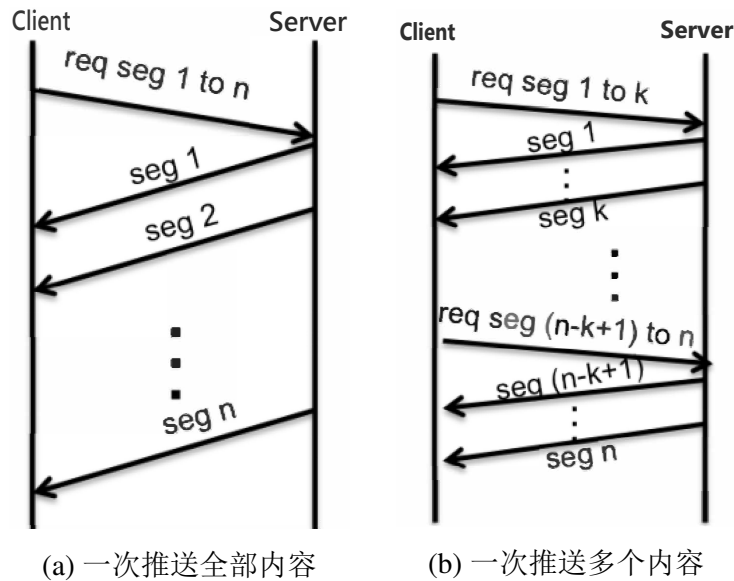 Client
Server
req seg 1 to n
seg 1
seg 2
seg n
(a) 一次推送全部内容
Client
Server
req seg 1 to k
seg 1
seg k
req seg (n-k+1) to n
seg (n-k+1)
seg n
(b) 一次推送多个内容